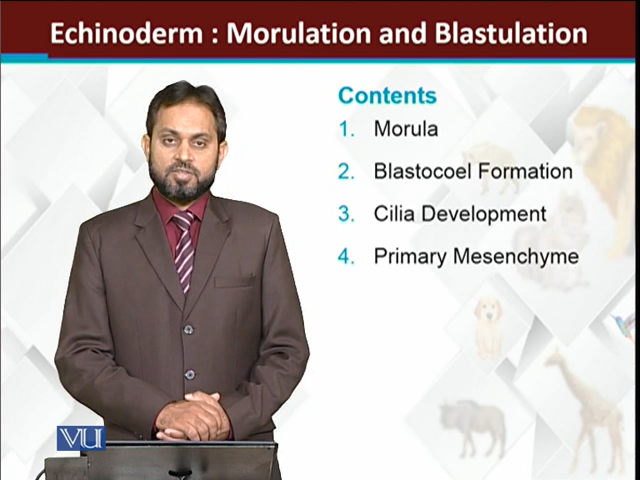 Echinoderm : Morulation and Blastulation
Contents
1. Morula
2. Blastocoel Formation
3. Cilia Development
4. Primary Mesenchyme
VU